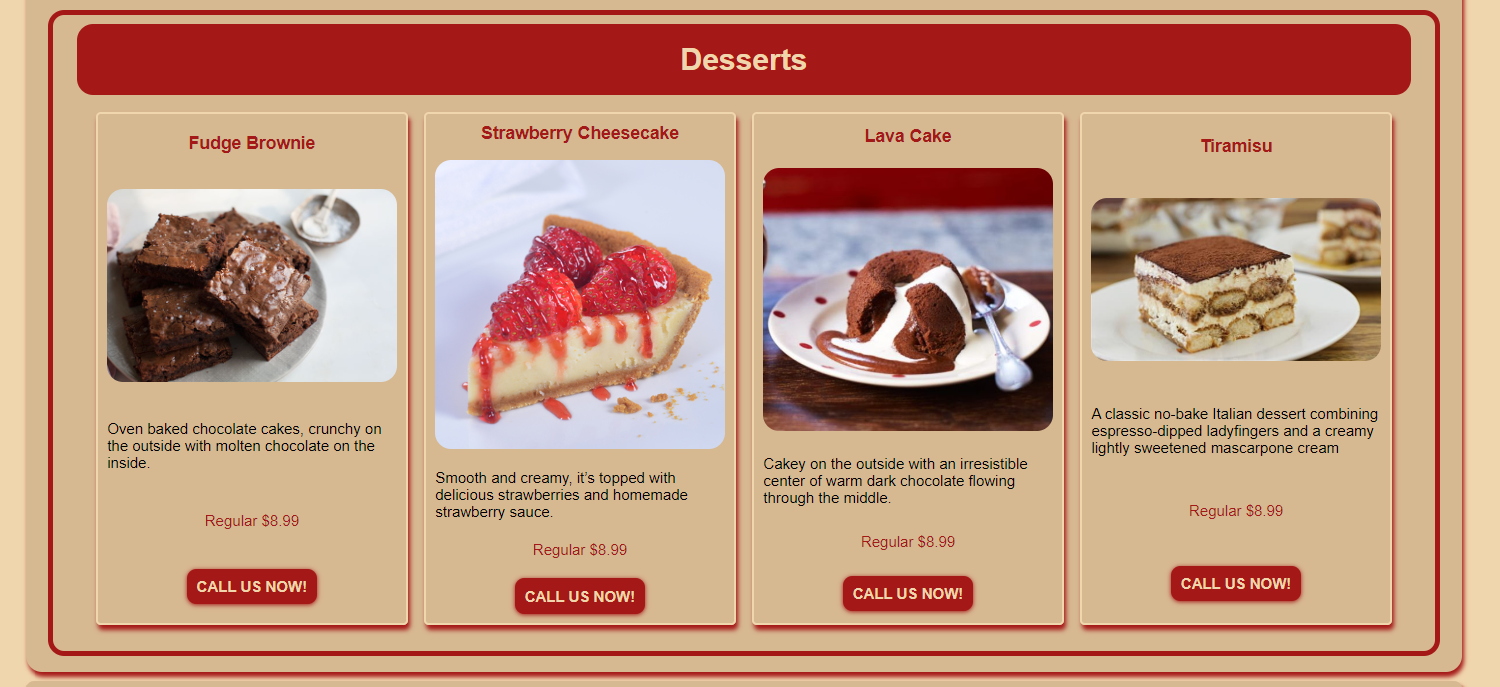 Desserts
Fudge Brownie
Oven baked chocolate cakes, crunchy on
the outside with molten chocolate on the
inside.
Regular $8.99
CALL US NOW!
Strawberry Cheesecake
Smooth and creamy, it’s topped with
delicious strawberries and homemade
strawberry sauce.
Regular $8.99
CALL US NOW!
Lava Cake
Cakey on the outside with an irresistible
center of warm dark chocolate flowing
through the middle.
Regular $8.99
CALL US NOW!
Tiramisu
A classic no-bake Italian dessert combining
espresso-dipped ladyfingers and a creamy
lightly sweetened mascarpone cream
Regular $8.99
CALL US NOW!